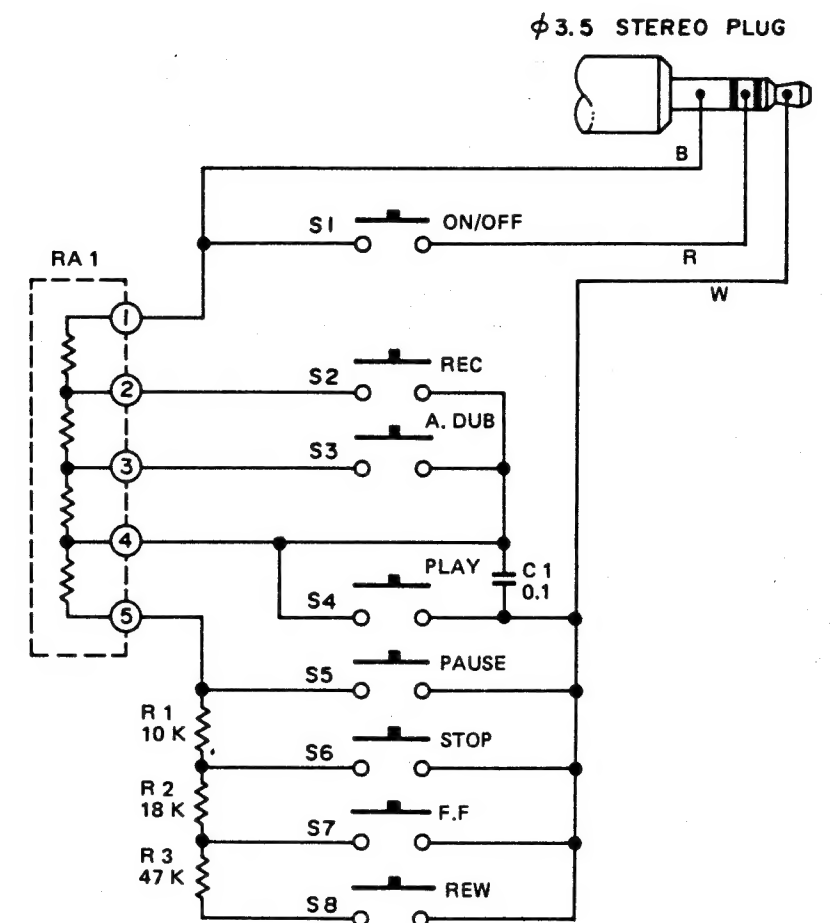 ϕ3.5 STEREO PLUG
B
S1 ON/OFF
R
RA 1
W
1
S2 REC
2
A. DUB
S3
3
4
PLAY C 1
0.1
S4
5
PAUSE
S5
R 1
10 K
STOP
S6
R 2
18 K
F.F
S7
R 3
47 K
REW
S8